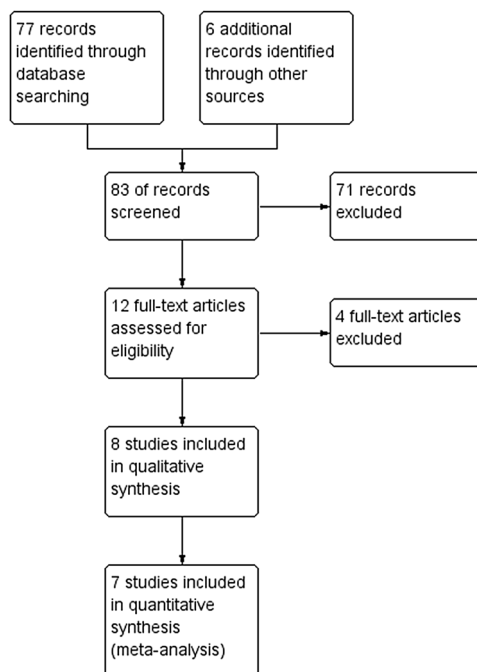 77 records
identified through
database
searching
6 additional
records identified
through other
sources
83 of records
screened
71 records
excluded
12 full-text articles
assessed for
eligibility
4 full-text articles
excluded
8 studies included
in qualitative
synthesis
7 studies included
in quantitative
synthesis
(meta-analysis)